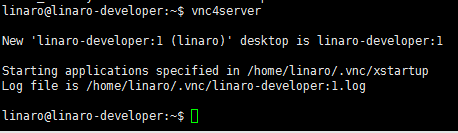 linaro@linaro-developer:~$ vnc4server
New 'linaro-developer:1 (linaro)' desktop is linaro-developer:1
Starting applications specified in /home/linaro/.vnc/xstartup
Log file is /home/linaro/.vnc/linaro-developer:1.log
linaro@linaro-developer:~$